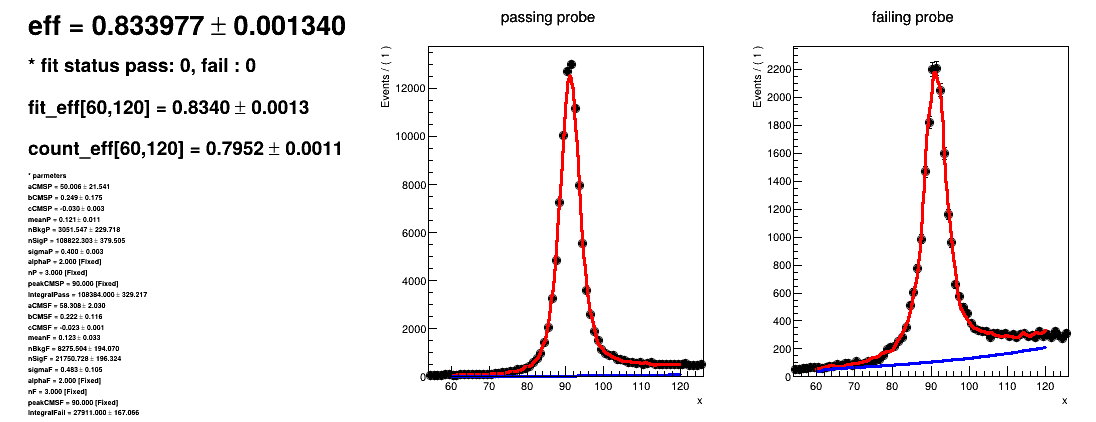 eff = 0.833977 ± 0.001340
* fit status pass: 0, fail : 0
fit_eff[60,120] = 0.8340 ± 0.0013
count_eff[60,120] = 0.7952 ± 0.0011
* parmeters
aCMSP = 50.006 ± 21.541
bCMSP = 0.249 ± 0.175
cCMSP = -0.030 ± 0.003
meanP = 0.121 ± 0.011
nBkgP = 3051.547 ± 229.718
nSigP = 108822.303 ± 379.505
sigmaP = 0.400 ± 0.003
alphaP = 2.000 [Fixed]
nP = 3.000 [Fixed]
peakCMSP = 90.000 [Fixed]
IntegralPass = 108384.000 ± 329.217
aCMSF = 58.308 ± 2.030
bCMSF = 0.222 ± 0.116
cCMSF = -0.023 ± 0.001
meanF = 0.123 ± 0.033
nBkgF = 8275.504 ± 194.070
nSigF = 21750.728 ± 196.324
sigmaF = 0.483 ± 0.105
alphaF = 2.000 [Fixed]
nF = 3.000 [Fixed]
peakCMSF = 90.000 [Fixed]
IntegralFail = 27911.000 ± 167.066
passing probe
Events / ( 1 )
12000
10000
8000
6000
4000
2000
0
60 70 80 90 100 110 120
x
failing probe
Events / ( 1 )
2200
2000
1800
1600
1400
1200
1000
800
600
400
200
0
60 70 80 90 100 110 120
x